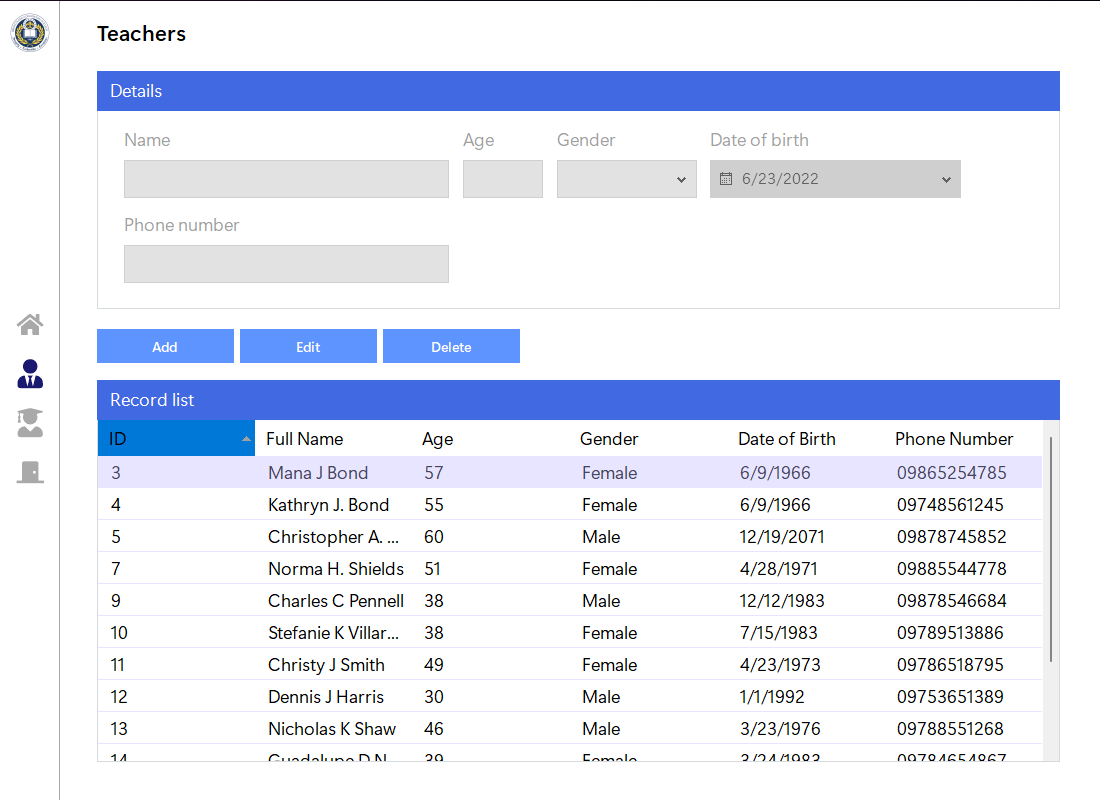 Teachers
Details
Name Age Gender Date of birth
6/23/2022
Phone number
Add Edit Delete
Record list
ID Full Name Age Gender Date of Birth Phone Number
3 Mana J Bond 57 Female 6/9/1966 09865254785
4 Kathryn J. Bond 55 Female 6/9/1966 09748561245
5 Christopher A. ... 60 Male 12/19/2071 09878745852
7 Norma H. Shields 51 Female 4/28/1971 09885544778
9 Charles C Pennell 38 Male 12/12/1983 09878546684
10 Stefanie K Villar... 38 Female 7/15/1983 09789513886
11 Christy J Smith 49 Female 4/23/1973 09786518795
12 Dennis J Harris 30 Male 1/1/1992 09753651389
13 Nicholas K Shaw 46 Male 3/23/1976 09788551268
14 Guadalupe D N... 39 Female 3/24/1983 09784654867